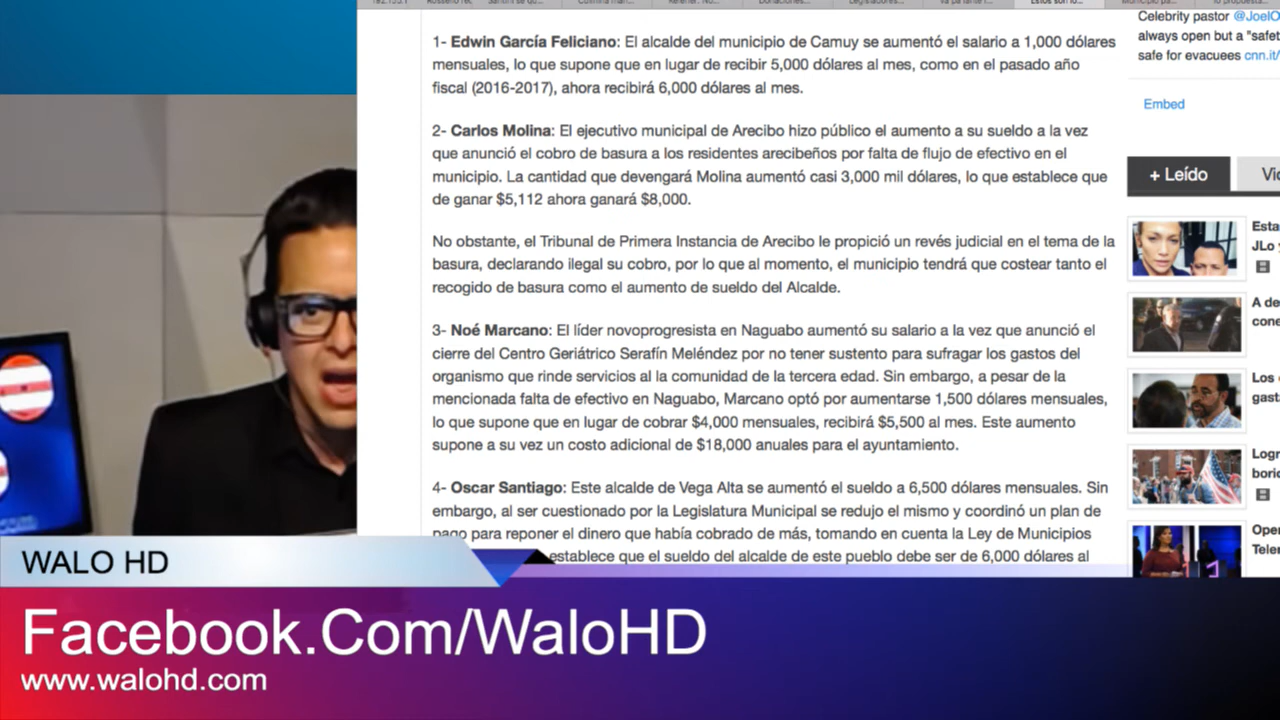 1- Edwin García Feliciano: El alcalde del municipio de Camuy se aumentó el salario a 1,000 dólares
mensuales, lo que supone que en lugar de recibir 5,000 dólares al mes, como en el pasado año
fiscal (2016-2017), ahora recibirá 6,000 dólares al mes.
2- Carlos Molina: El ejecutivo municipal de Arecibo hizo público el aumento a su sueldo a la vez
que anunció el cobro de basura a los residentes arecibeños por falta de flujo de efectivo en el
municipio. La cantidad que devengará Molina aumentó casi 3,000 mil dólares, lo que establece que
de ganar $5,112 ahora ganará $8,000.
No obstante, el Tribunal de Primera Instancia de Arecibo le propició un revés judicial en el tema de la
basura, declarando ilegal su cobro, por lo que al momento, el municipio tendrá que costear tanto el
recogido de basura como el aumento de sueldo del Alcalde.
3- Noé Marcano: El líder novoprogresista en Naguabo aumentó su salario a la vez que anunció el
cierre del Centro Geriátrico Serafín Meléndez por no tener sustento para sufragar los gastos del
organismo que rinde servicios al la comunidad de la tercera edad. Sin embargo, a pesar de la
mencionada falta de efectivo en Naguabo, Marcano optó por aumentarse 1,500 dólares mensuales,
lo que supone que en lugar de cobrar $4,000 mensuales, recibirá $5,500 al mes. Este aumento
supone a su vez un costo adicional de $18,000 anuales para el ayuntamiento.
4- Oscar Santiago: Este alcalde de Vega Alta se aumentó el sueldo a 6,500 dólares mensuales. Sin
embargo, al ser cuestionado por la Legislatura Municipal se redujo el mismo y coordinó un plan de
pago para reponer el dinero que había cobrado de más, tomando en cuenta la Ley de Municipios
establece que el sueldo del alcalde de este pueblo debe ser de 6,000 dólares al
Celebrity pastor @JoelO
always open but a "safet
safe for evacuees cnn.it/
Embed
+ Leído
Vid
Esta
JLo y
A de
cone
Los
gast
Logr
boric
Oper
Telen
WALO HD
Facebook.Com/WaloHD
www.walohd.com